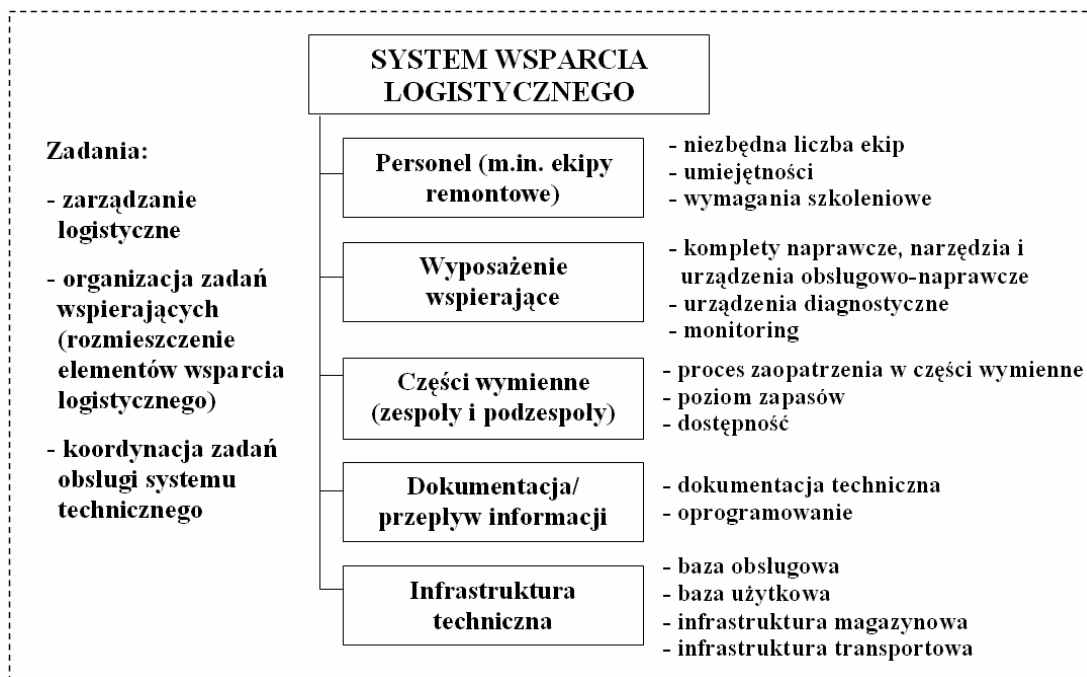 SYSTEM WSPARCIA
LOGISTYCZNEGO
Zadania:
- zarządzanie
logistyczne
- organizacja zadań
wspierających
(rozmieszczenie
elementów wsparcia
logistycznego)
- koordynacja zadań
obsługi systemu
technicznego
Personel (m.in. ekipy
remontowe)
- niezbędna liczba ekip
- umiejętności
- wymagania szkoleniowe
Wyposażenie
wspierające
- komplety naprawcze, narzędzia i
urządzenia obsługowo-naprawcze
- urządzenia diagnostyczne
- monitoring
Części wymienne
(zespoły i podzespoły)
- proces zaopatrzenia w części wymienne
- poziom zapasów
- dostępność
Dokumentacja/
przepływ informacji
- dokumentacja techniczna
- oprogramowanie
Infrastruktura
techniczna
- baza obsługowa
- baza użytkowa
- infrastruktura magazynowa
- infrastruktura transportowa